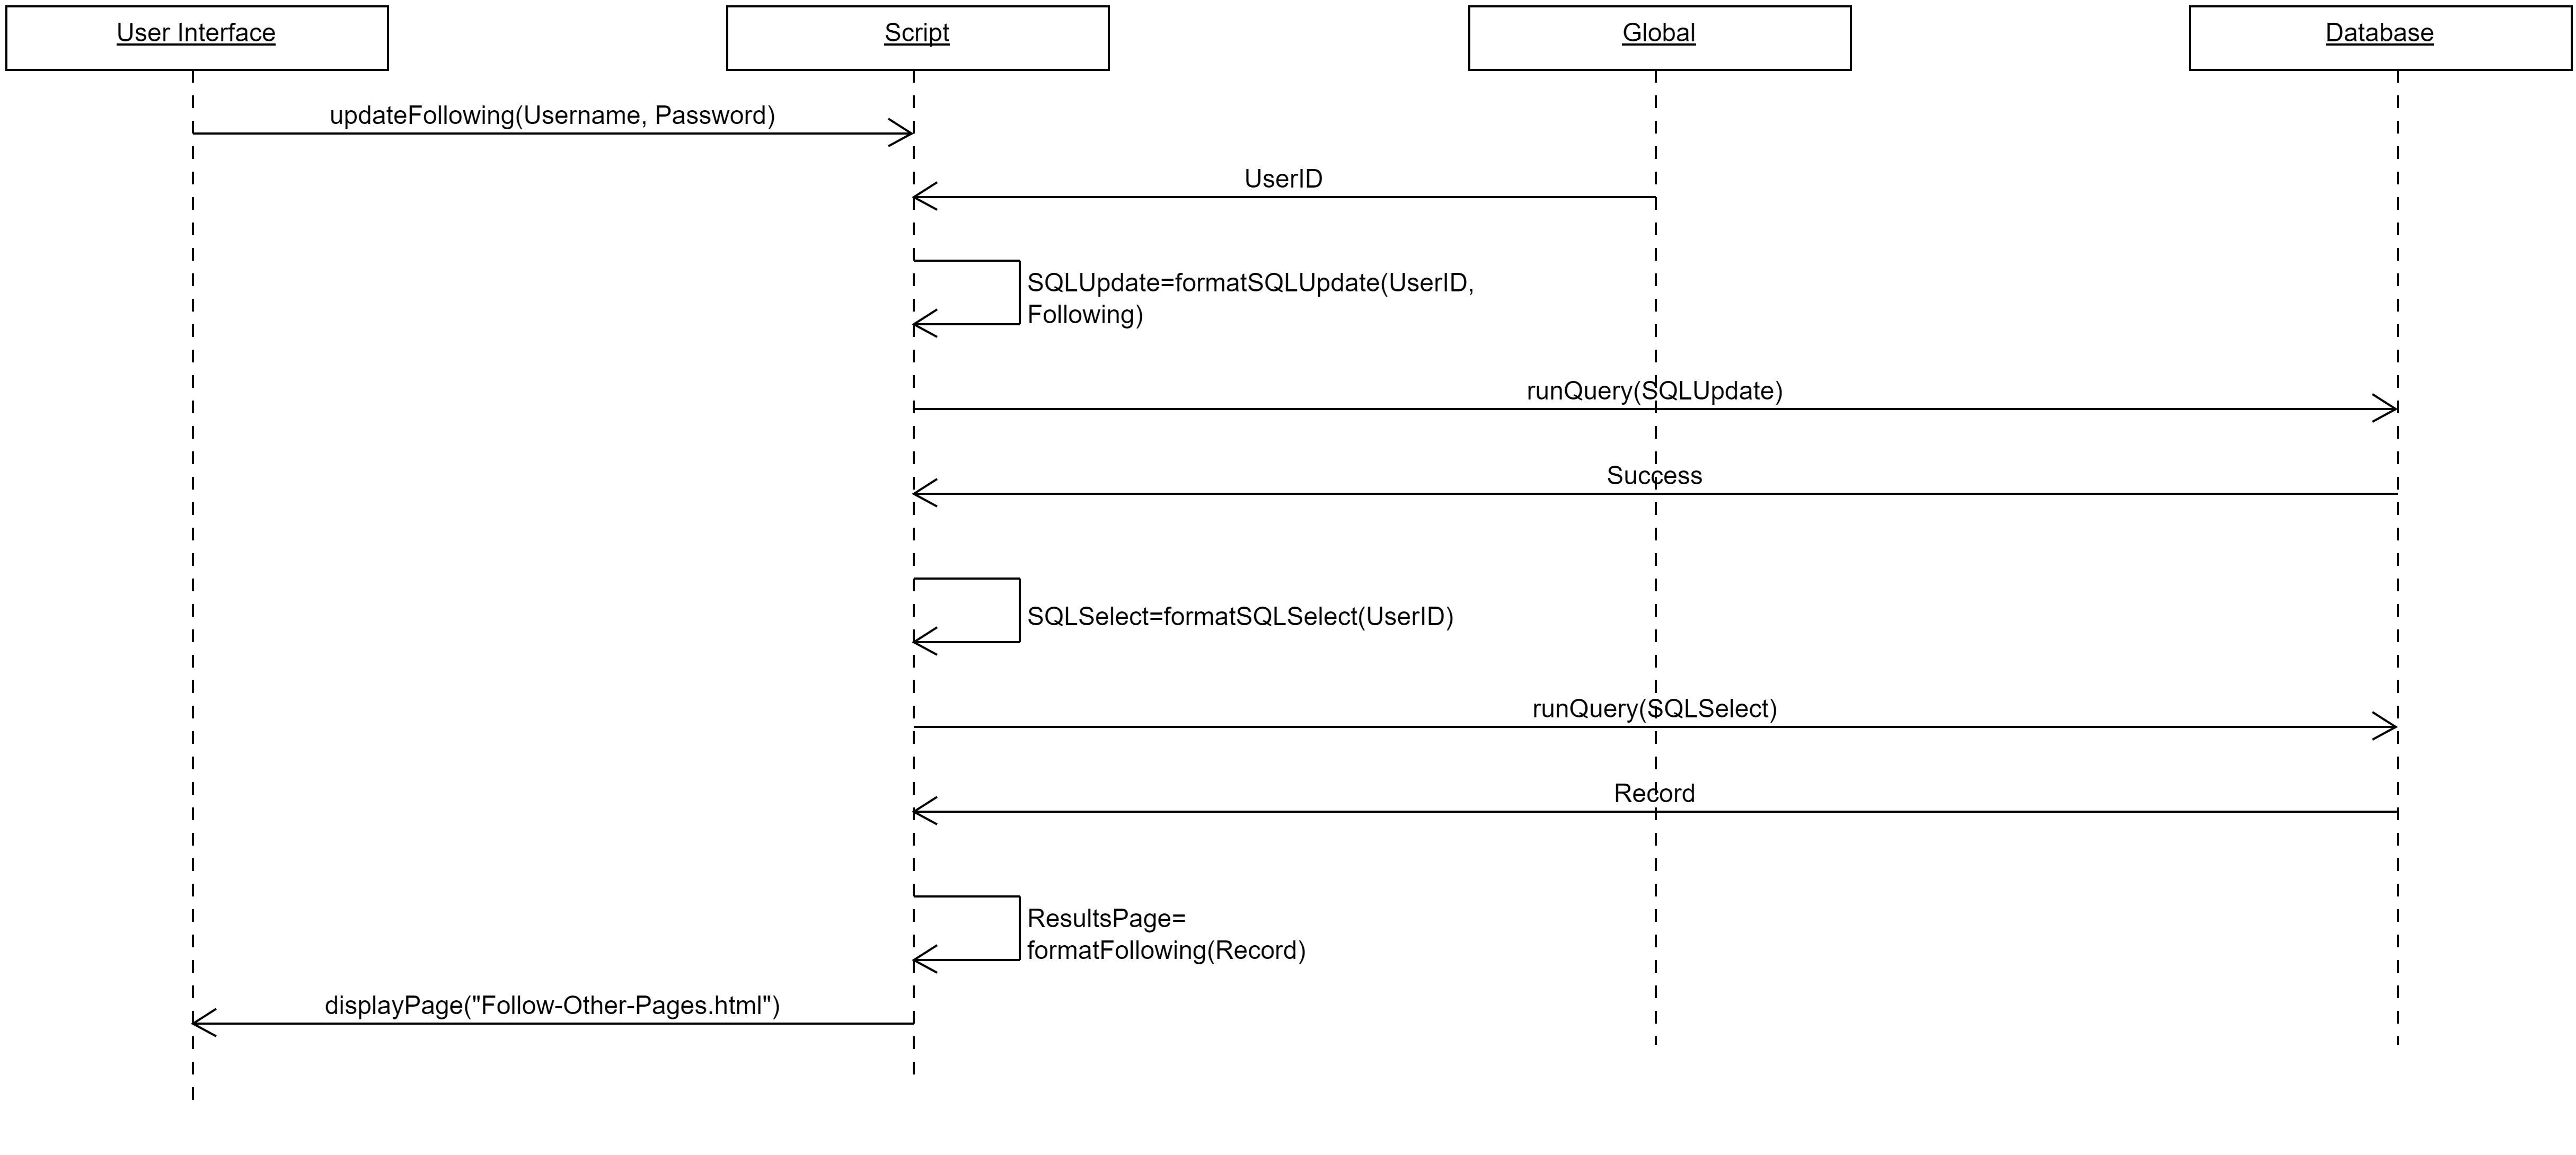 User Interface
Script
Global
Database
updateFollowing(Username, Password)
UserID
SQLUpdate=formatSQLUpdate(UserID,
Following)
runQuery(SQLUpdate)
Success
SQLSelect=formatSQLSelect(UserID)
runQuery(SQLSelect)
Record
ResultsPage=
formatFollowing(Record)
displayPage("Follow-Other-Pages.html")